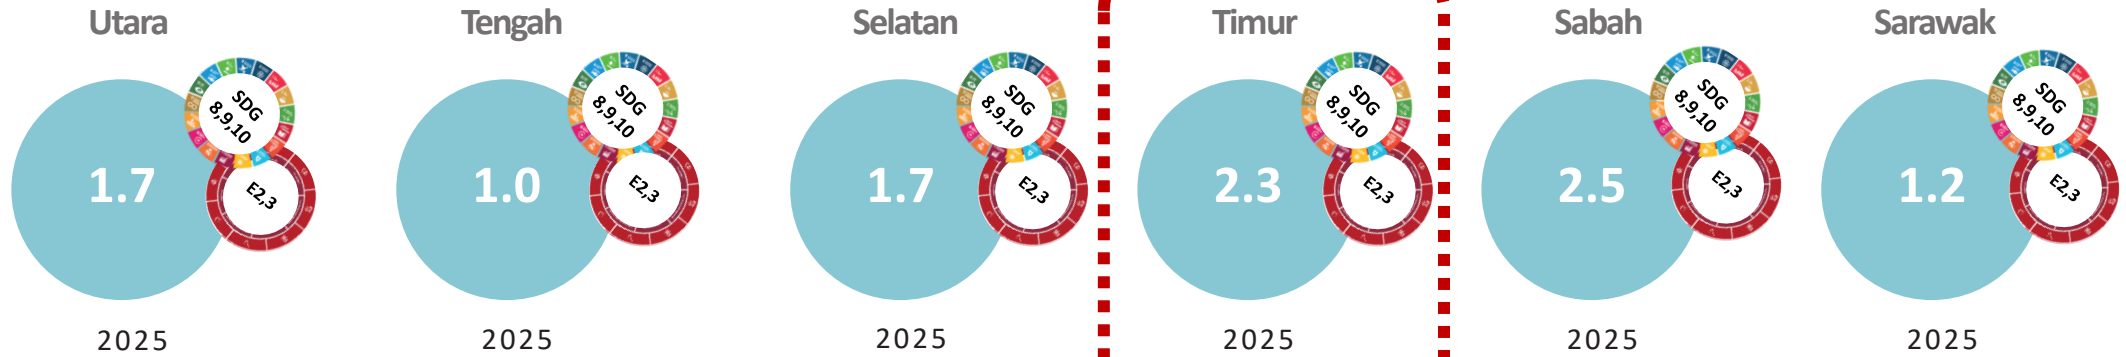 Utara
SDG
8,9,10
1.7
E2,3
2025
Tengah
SDG
8,9,10
1.0
E2,3
2025
Selatan
SDG
8,9,10
1.7
E2,3
2025
Timur
SDG
8,9,10
2.3
E2,3
2025
Sabah
SDG
8,9,10
2.5
E2,3
2025
Sarawak
SDG
8,9,10
1.2
E2,3
2025